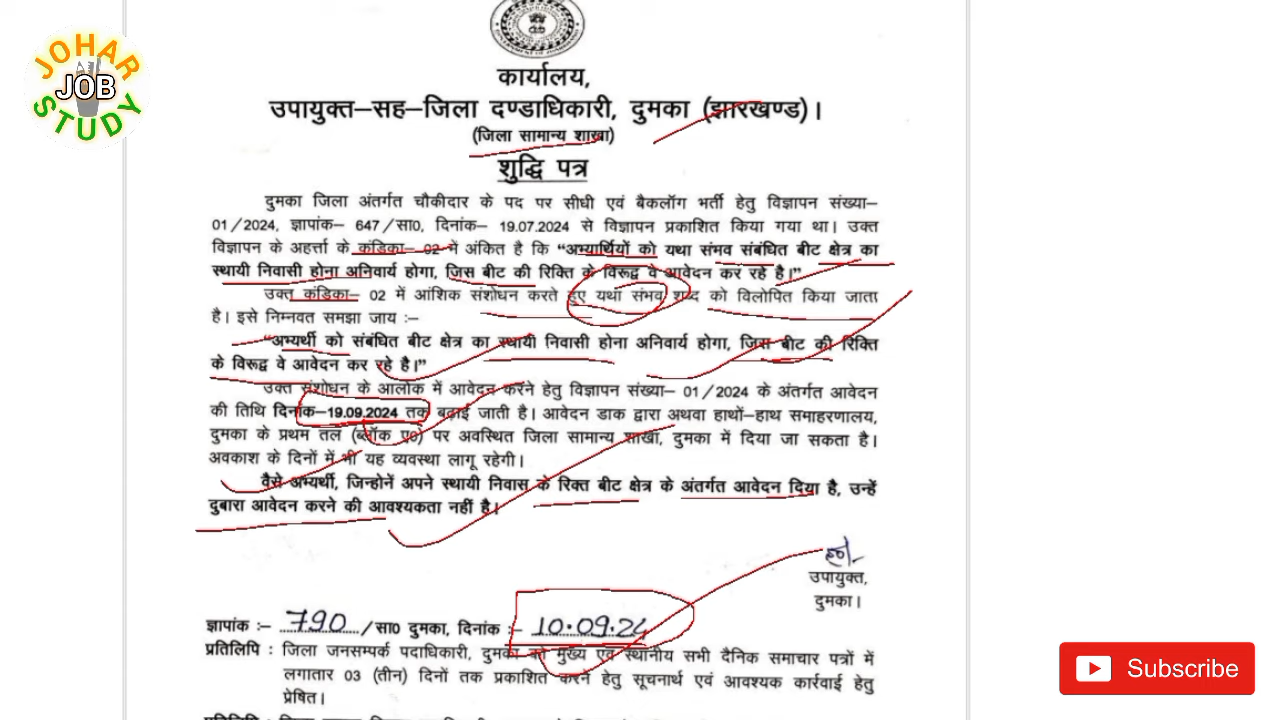 JOHAR
JOB
STUDY
कार्यालय,
उपायुक्त–सह–जिला दण्डाधिकारी, दुमका (झारखण्ड)।
(जिला सामान्य शाखा)
शुद्धि पत्र
दुमका जिला अंतर्गत चौकीदार के पद पर सीधी एवं बैकलॉग भर्ती हेतु विज्ञापन संख्या–
01/2024, ज्ञापांक– 647/सा0, दिनांक– 19.07.2024 से विज्ञापन प्रकाशित किया गया था। उक्त
विज्ञापन के अहर्त्ता के कंडिका– 02 में अंकित है कि “अभ्यार्थियों को यथा संभव संबंधित बीट क्षेत्र का
स्थायी निवासी होना अनिवार्य होगा, जिस बीट की रिक्ति के विरूद्व वे आवेदन कर रहे है।”
उक्त कंडिका– 02 में आंशिक संशोधन करते हुए यथा संभव शब्द को विलोपित किया जाता
है। इसे निम्नवत समझा जाय :–
“अभ्यर्थी को संबंधित बीट क्षेत्र का स्थायी निवासी होना अनिवार्य होगा, जिस बीट की रिक्ति
के विरूद्व वे आवेदन कर रहे है।”
उक्त संशोधन के आलोक में आवेदन करने हेतु विज्ञापन संख्या– 01/2024 के अंतर्गत आवेदन
की तिथि दिनांक–19.09.2024 तक बढ़ाई जाती है। आवेदन डाक द्वारा अथवा हाथों–हाथ समाहरणालय,
दुमका के प्रथम तल (ब्लॉक ए0) पर अवस्थित जिला सामान्य शाखा, दुमका में दिया जा सकता है।
अवकाश के दिनों में भी यह व्यवस्था लागू रहेगी।
वैसे अभ्यर्थी, जिन्होनें अपने स्थायी निवास के रिक्त बीट क्षेत्र के अंतर्गत आवेदन दिया है, उन्हें
दुबारा आवेदन करने की आवश्यकता नहीं है।
ह0/-
उपायुक्त,
दुमका।
ज्ञापांक :– 790 /सा0 दुमका, दिनांक :– 10.09.24
प्रतिलिपि : जिला जनसम्पर्क पदाधिकारी, दुमका को मुख्य एवं स्थानीय सभी दैनिक समाचार पत्रों में
लगातार 03 (तीन) दिनों तक प्रकाशित करने हेतु सूचनार्थ एवं आवश्यक कार्रवाई हेतु
प्रेषित।
Subscribe